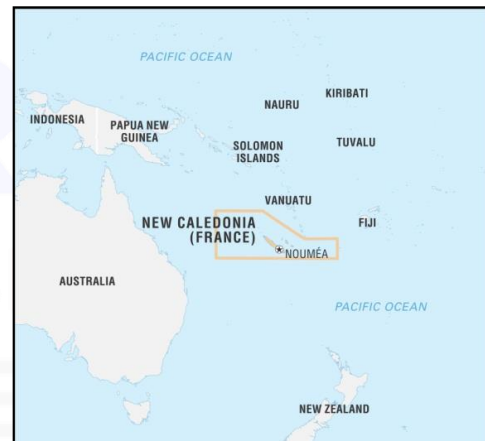 PACIFIC OCEAN
KIRIBATI
NAURU
INDONESIA
PAPUA NEW
GUINEA
SOLOMON
ISLANDS
TUVALU
VANUATU
NEW CALEDONIA
(FRANCE)
FIJI
NOUMÉA
AUSTRALIA
PACIFIC OCEAN
NEW ZEALAND